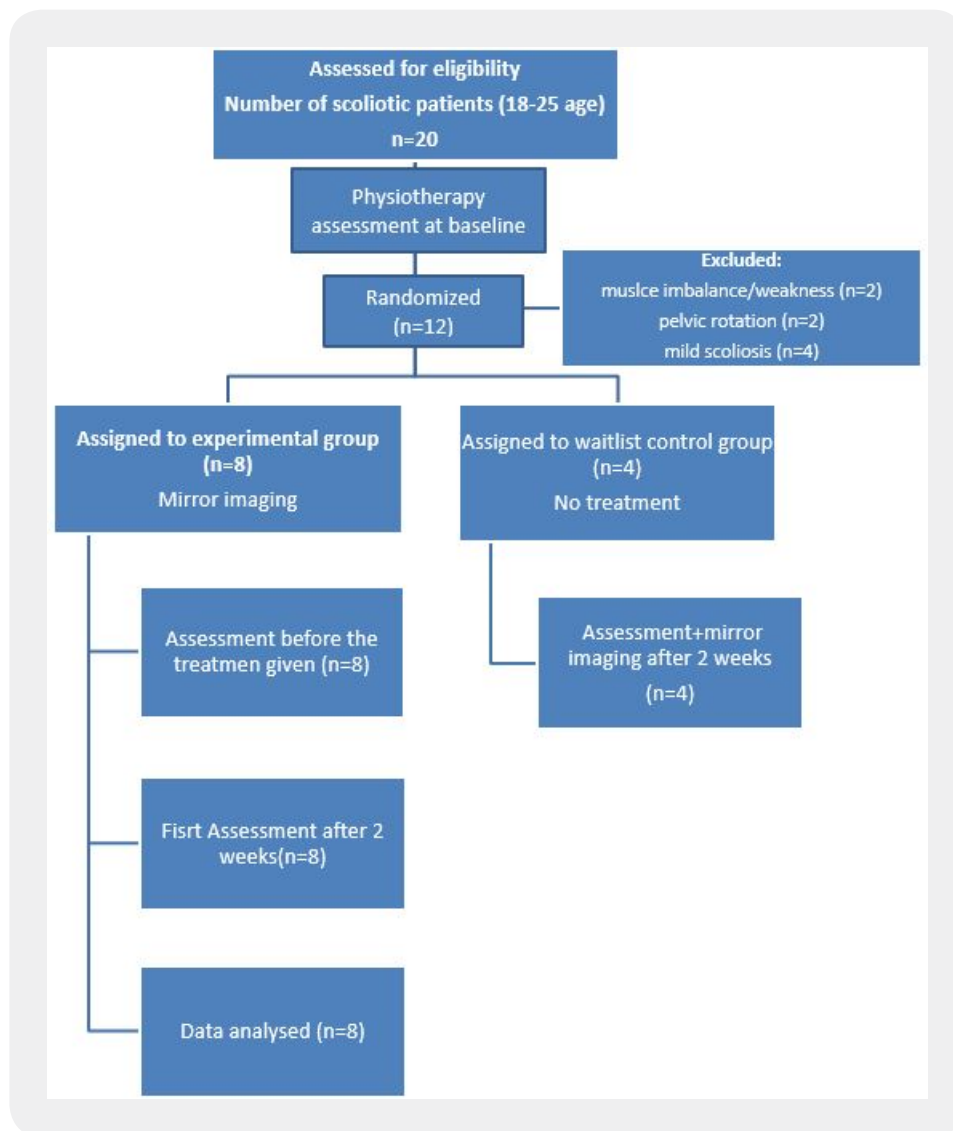 Assessed for eligibility
Number of scoliotic patients (18-25 age)
n=20
Physiotherapy
assessment at baseline
Randomized
(n=12)
Excluded:
muslce imbalance/weakness (n=2)
pelvic rotation (n=2)
mild scoliosis (n=4)
Assigned to experimental group
(n=8)
Mirror imaging
Assigned to waitlist control group
(n=4)
No treatment
Assessment before the
treatmen given (n=8)
Assessment+mirror
imaging after 2 weeks
(n=4)
Fisrt Assessment after 2
weeks(n=8)
Data analysed (n=8)